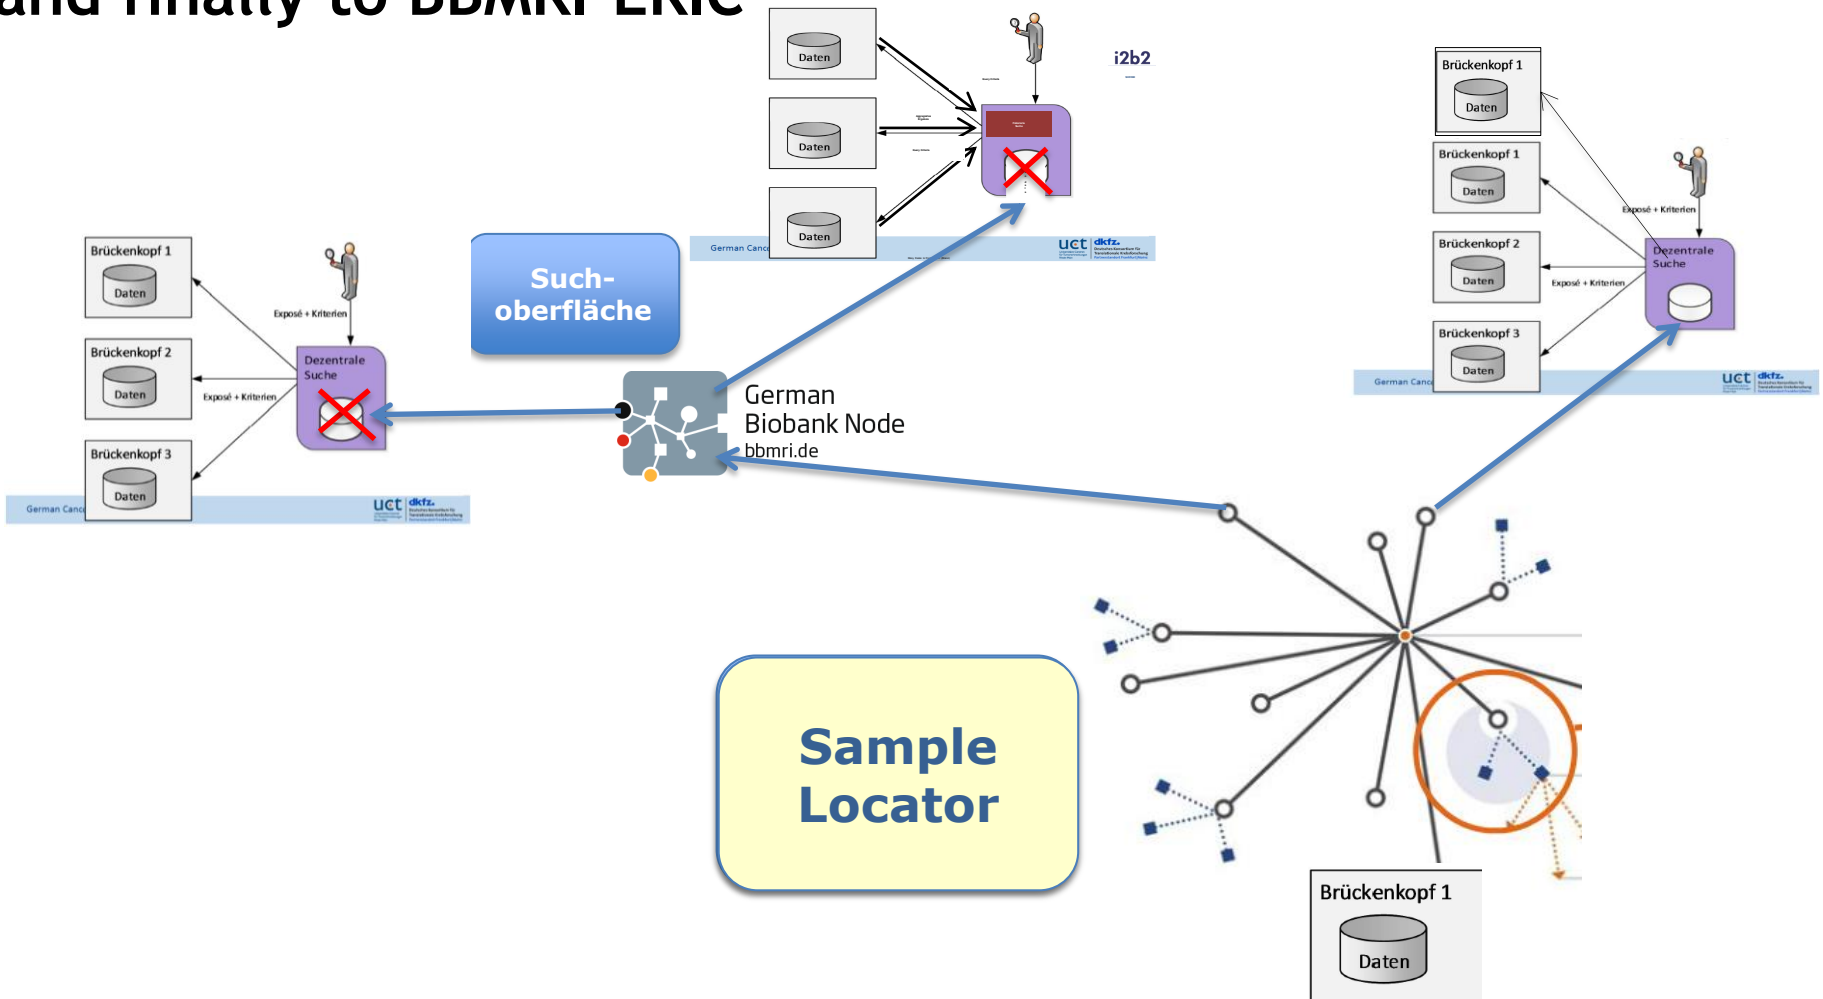 and finally to BBMRI-ERIC
Daten
Daten
Daten
i2b2
German Canc
uct
dkfz.
Brückenkopf 1
Daten
Brückenkopf 1
Daten
Brückenkopf 2
Daten
Brückenkopf 3
Daten
Exposé + Kriterien
Dezentrale
Suche
Exposé + Kriterien
German Canc
uct
dkfz.
Brückenkopf 1
Daten
Brückenkopf 2
Daten
Brückenkopf 3
Daten
Exposé + Kriterien
Dezentrale
Suche
Exposé + Kriterien
German Canc
uct
dkfz.
Such-
oberfläche
German
Biobank Node
bbmri.de
Sample
Locator
Brückenkopf 1
Daten